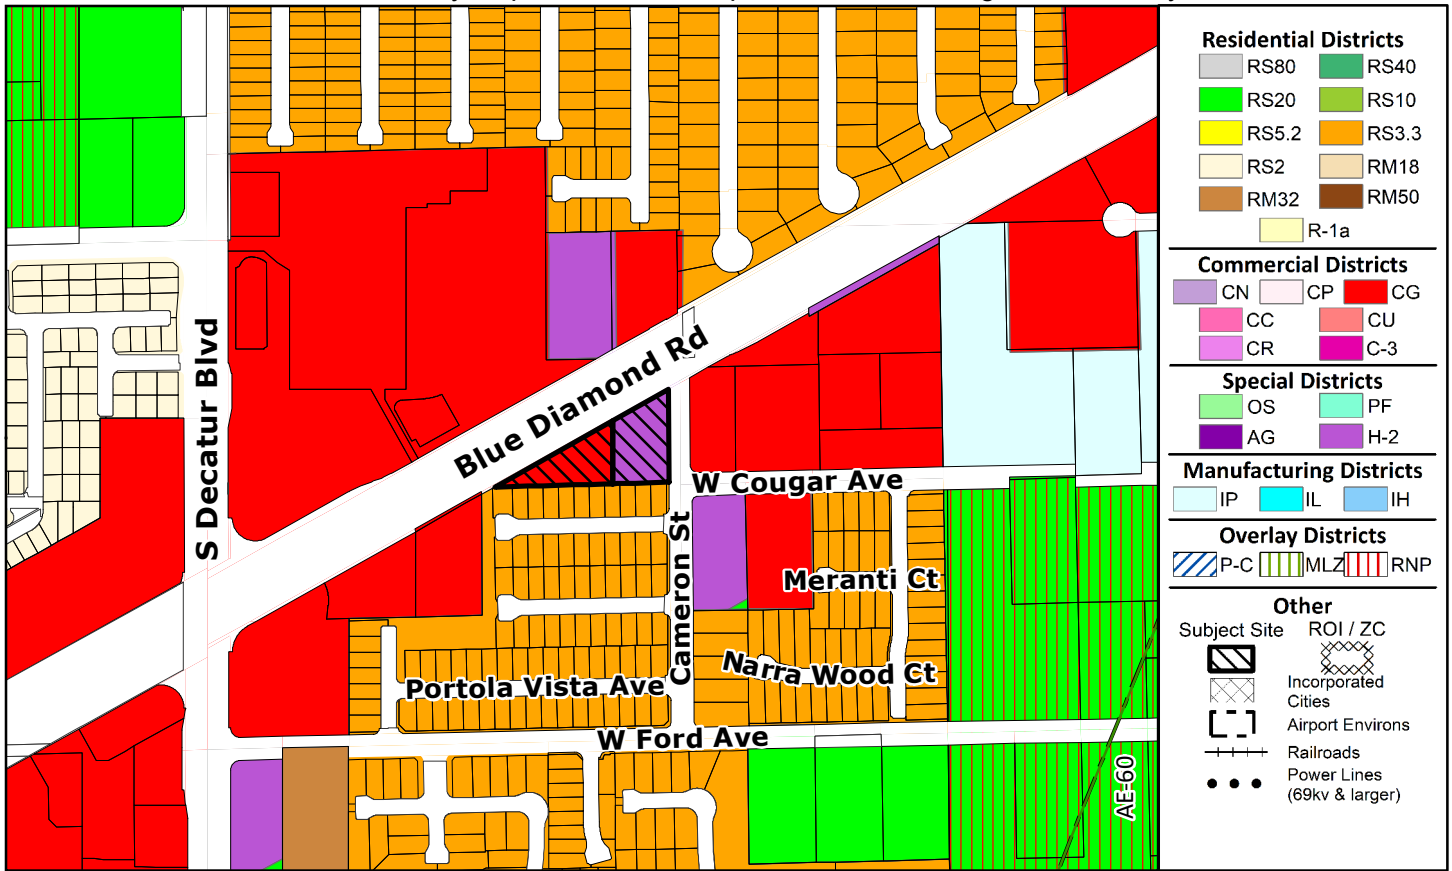 S Decatur Blvd
Blue Diamond Rd
W Cougar Ave
Cameron St
Meranti Ct
Narra Wood Ct
Portola Vista Ave
W Ford Ave
AE-60
Residential Districts
RS80 RS40
RS20 RS10
RS5.2 RS3.3
RS2 RM18
RM32 RM50
R-1a
Commercial Districts
CN CP CG
CC CU
CR C-3
Special Districts
OS PF
AG H-2
Manufacturing Districts
IP IL IH
Overlay Districts
P-C MLZ RNP
Other
Subject Site ROI / ZC
Incorporated
Cities
Airport Environs
Railroads
Power Lines
(69kv & larger)